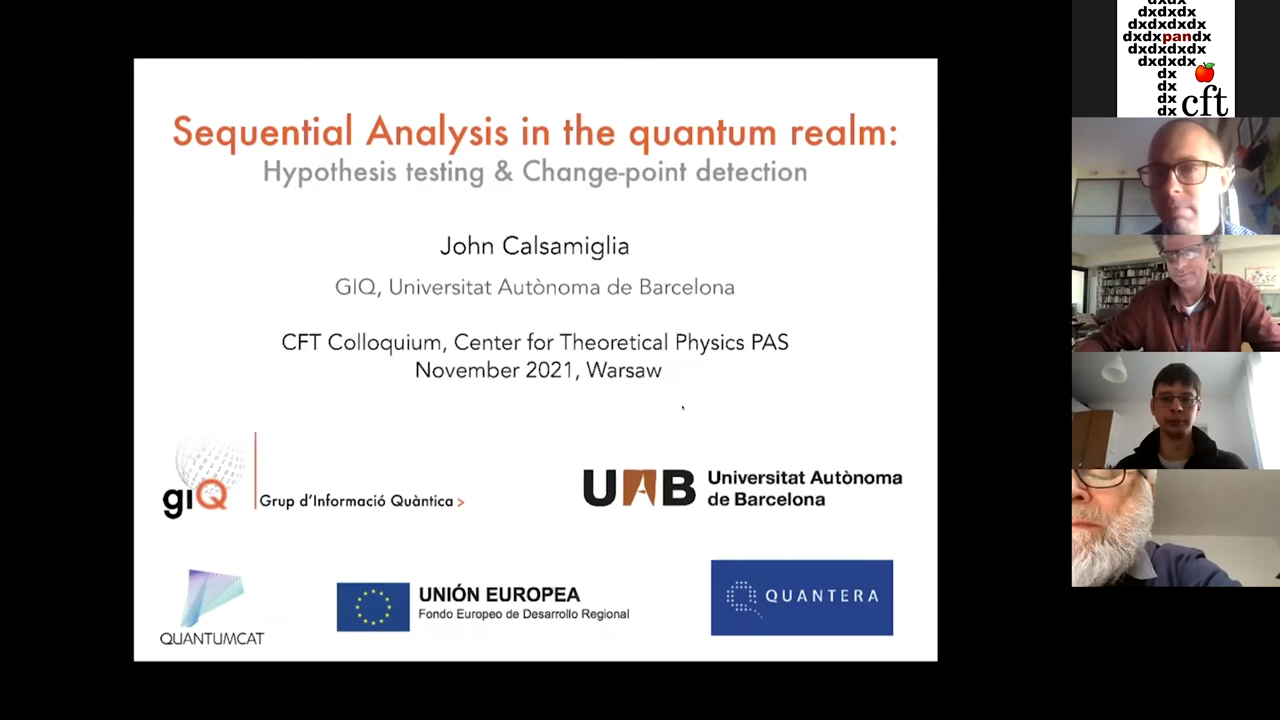 Sequential Analysis in the quantum realm:
Hypothesis testing & Change-point detection
John Calsamiglia
GIQ, Universitat Autònoma de Barcelona
CFT Colloquium, Center for Theoretical Physics PAS
November 2021, Warsaw
giQ
Grup d'Informació Quàntica >
UAB
Universitat Autònoma
de Barcelona
QUANTUMCAT
UNIÓN EUROPEA
Fondo Europeo de Desarrollo Regional
QUANTERA
dxdx
dxdxdx
dxdxdxdx
dxdxpandx
dxdxdxdx
dxdxdx
dx
dx
dx
dx
cft